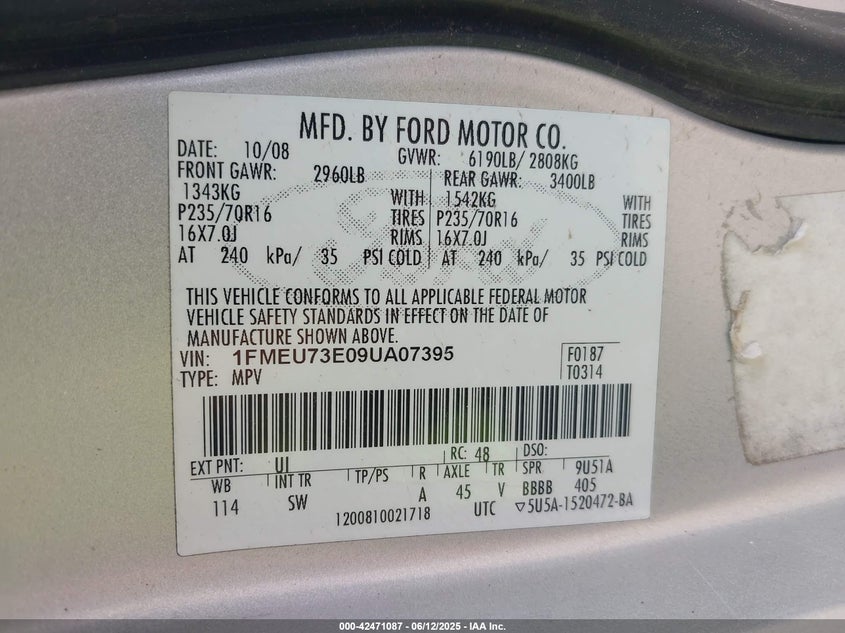 MFD. BY FORD MOTOR CO.
DATE: 10/08 GVWR: 6190LB/ 2808KG
FRONT GAWR: 2960LB REAR GAWR: 3400LB
1343KG WITH 1542KG WITH
P235/70R16 TIRES P235/70R16 TIRES
16X7.0J RIMS 16X7.0J RIMS
AT 240 kPa/ 35 PSI COLD AT 240 kPa/ 35 PSI COLD
THIS VEHICLE CONFORMS TO ALL APPLICABLE FEDERAL MOTOR
VEHICLE SAFETY STANDARDS IN EFFECT ON THE DATE OF
MANUFACTURE SHOWN ABOVE.
VIN: 1FMEU73E09UA07395 F0187
TYPE: MPV T0314
EXT PNT: UI RC: 48 DSO:
WB INT TR TP/PS R AXLE TR SPR 9U51A
114 SW A 45 V BBBB 405
1200810021718 UTC ▽5U5A-1520472-BA
000-42471087 - 06/12/2025 - IAA Inc.